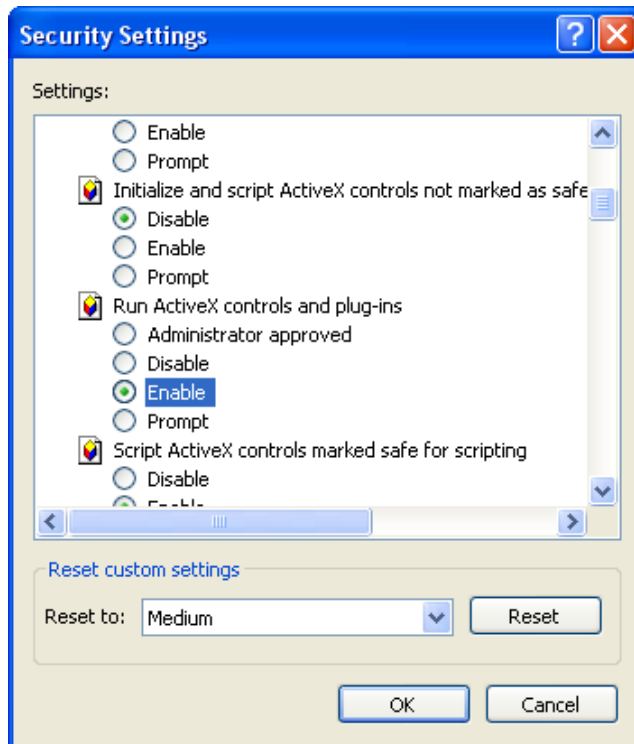 Security Settings
Settings:
Enable
Prompt
Initialize and script ActiveX controls not marked as safe
Disable
Enable
Prompt
Run ActiveX controls and plug-ins
Administrator approved
Disable
Enable
Prompt
Script ActiveX controls marked safe for scripting
Disable
Enable
Reset custom settings
Reset to: Medium Reset
OK Cancel